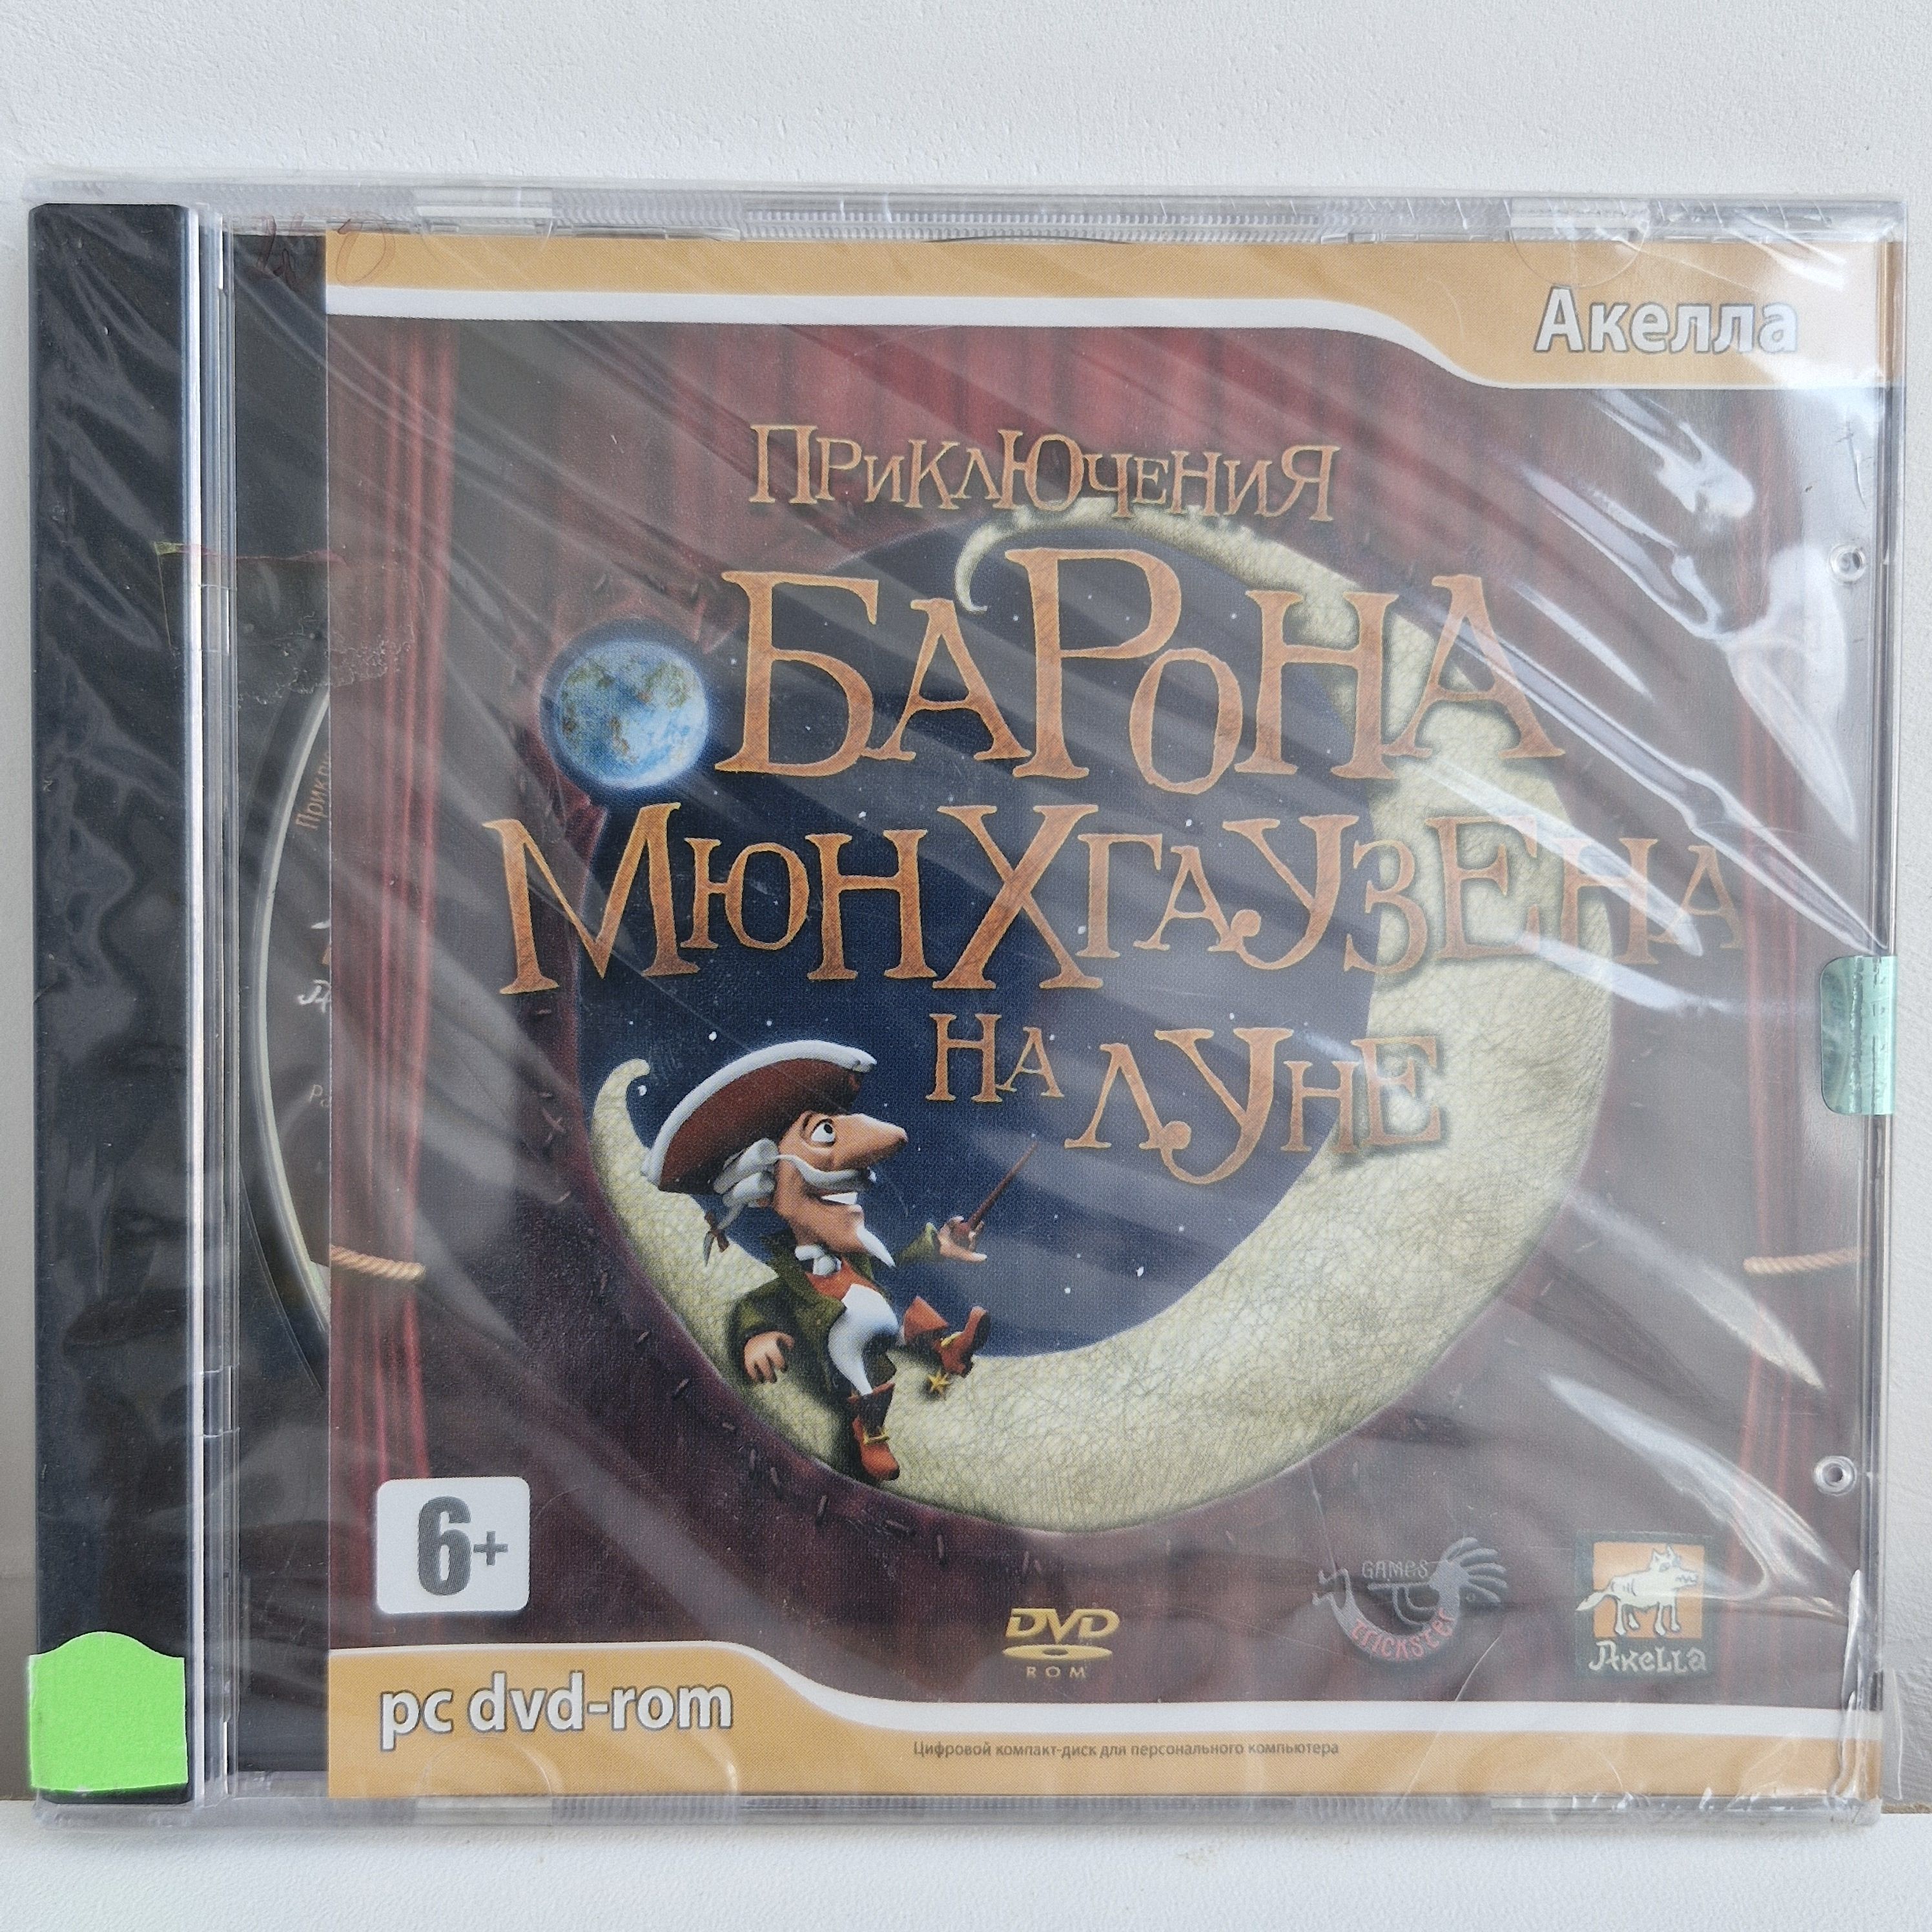 Акелла
Приключения
Барона
Мюнхгаузена
на Луне
6+
DVD
ROM
GAMES
Trickster
Akella
pc dvd-rom
Цифровой компакт-диск для персонального компьютера